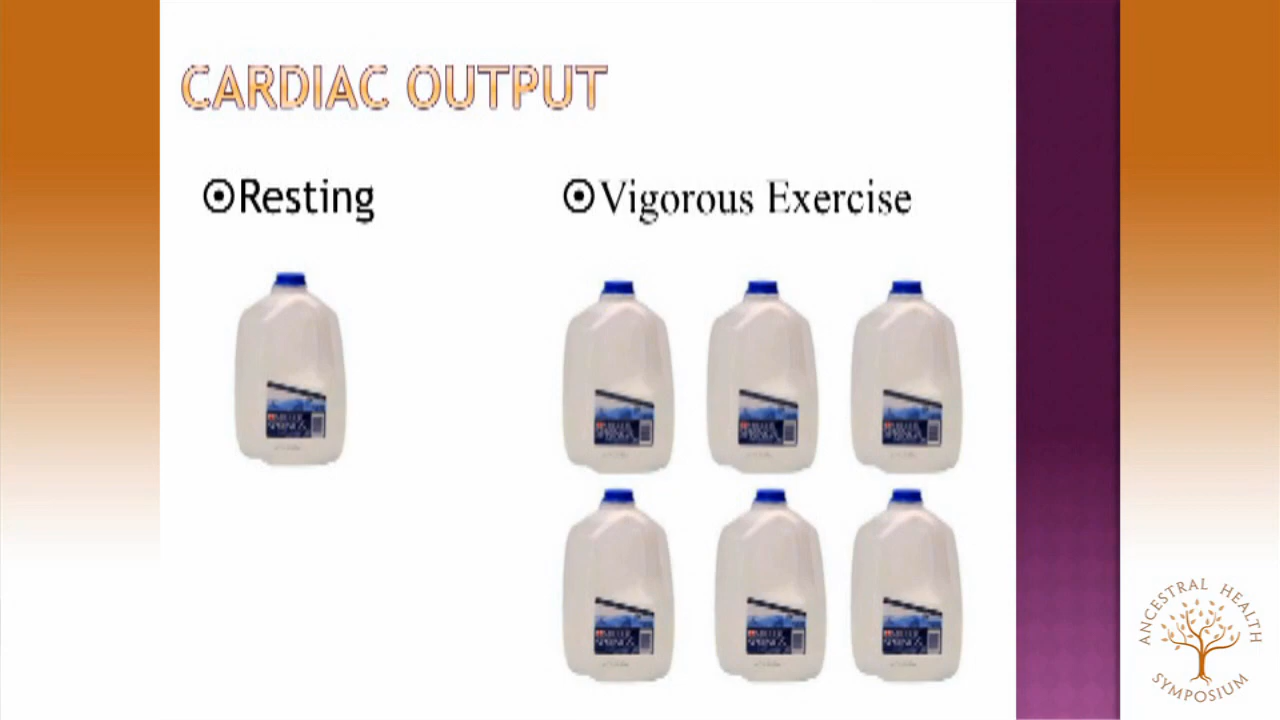 CARDIAC OUTPUT
Resting
Vigorous Exercise
ANCESTRAL HEALTH
SYMPOSIUM